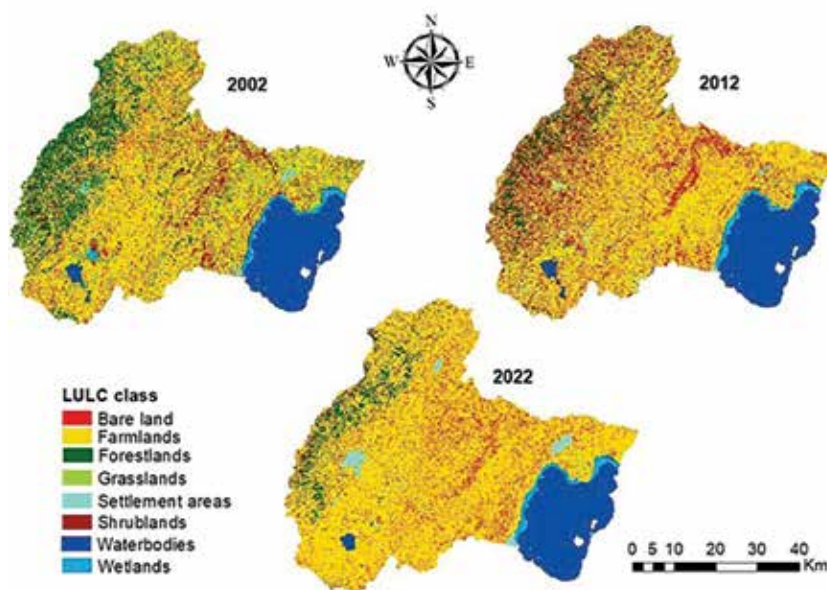 N
W E
S
2002
2012
2022
LULC class
Bare land
Farmlands
Forestlands
Grasslands
Settlement areas
Shrublands
Waterbodies
Wetlands
0 5 10 20 30 40
Km